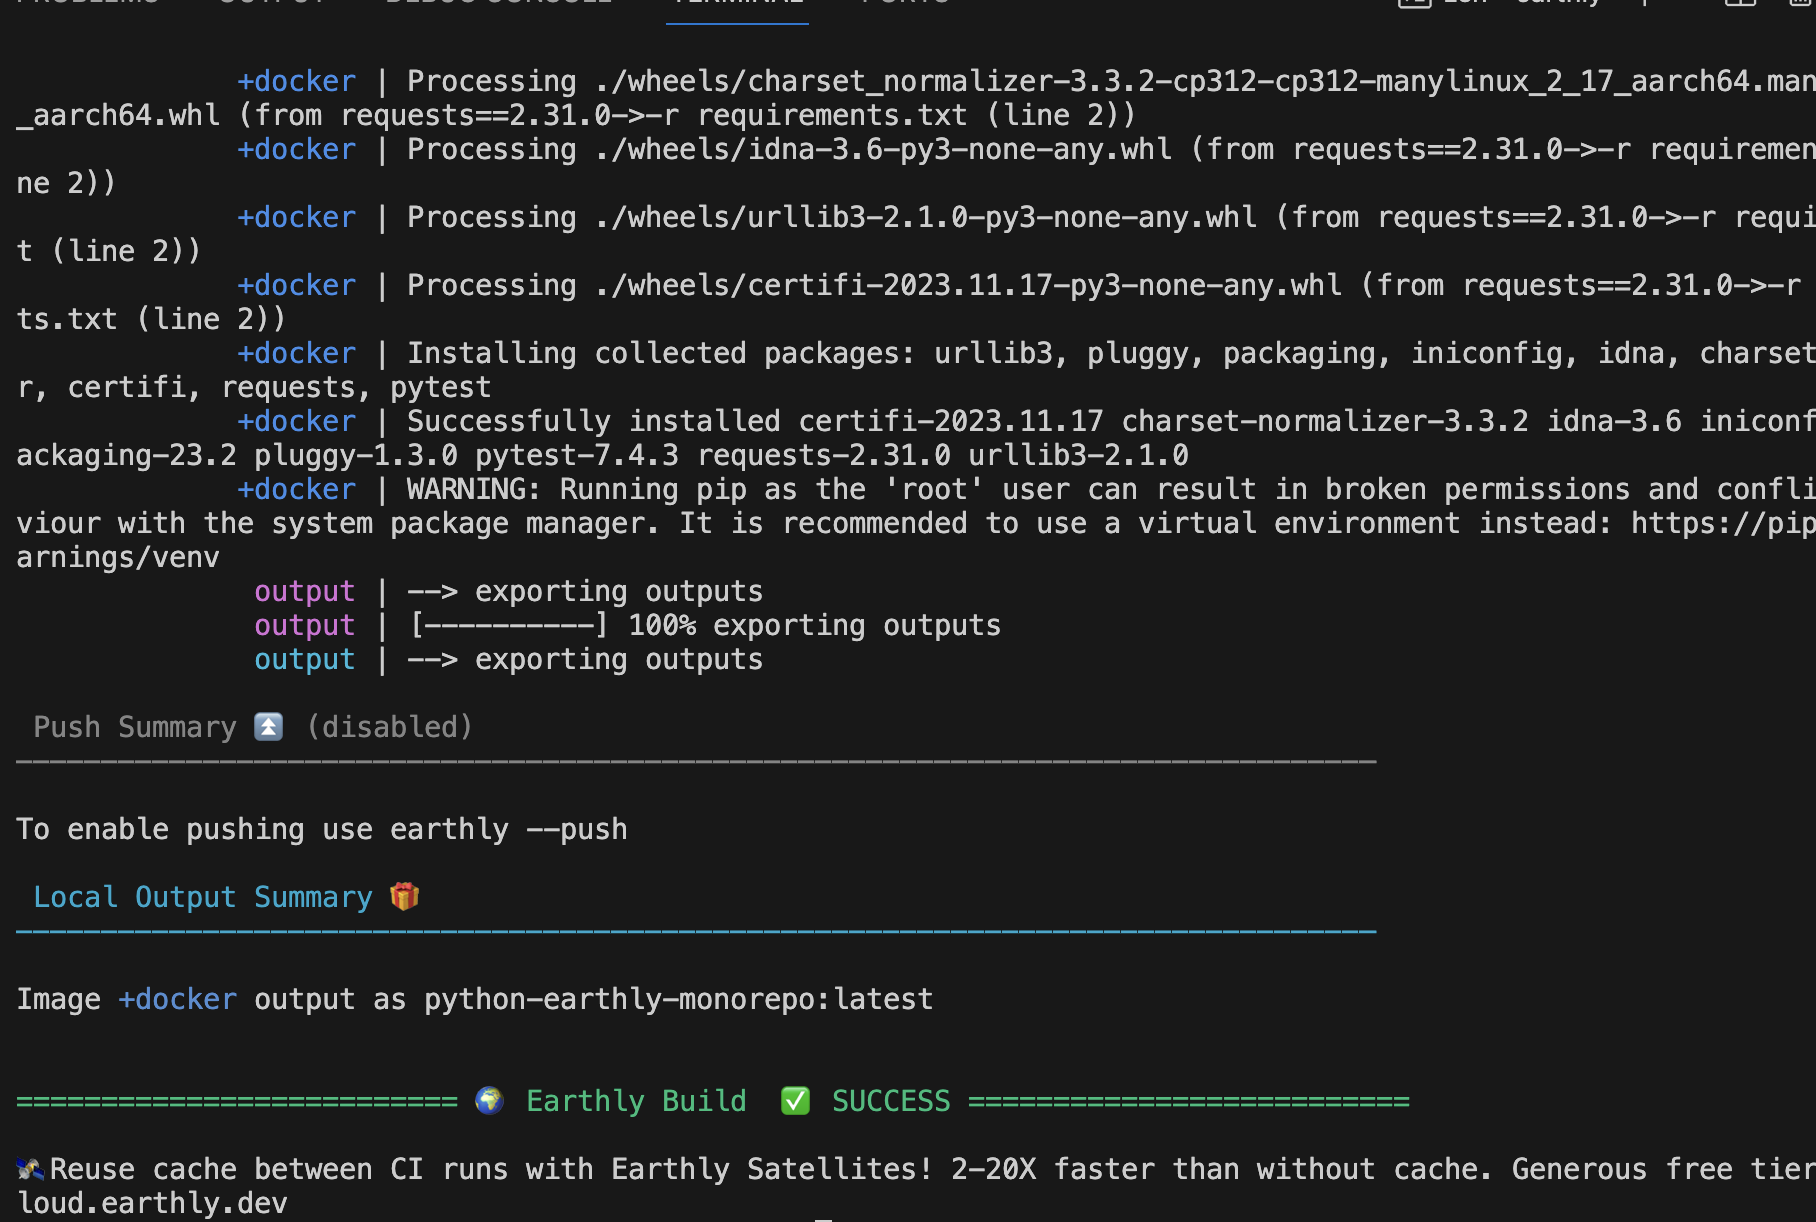 PROBLEMS OUTPUT DEBUG CONSOLE TERMINAL PORTS zsh - earthly
+docker | Processing ./wheels/charset_normalizer-3.3.2-cp312-cp312-manylinux_2_17_aarch64.man
_aarch64.whl (from requests==2.31.0->-r requirements.txt (line 2))
+docker | Processing ./wheels/idna-3.6-py3-none-any.whl (from requests==2.31.0->-r requiremen
ne 2))
+docker | Processing ./wheels/urllib3-2.1.0-py3-none-any.whl (from requests==2.31.0->-r requi
t (line 2))
+docker | Processing ./wheels/certifi-2023.11.17-py3-none-any.whl (from requests==2.31.0->-r
ts.txt (line 2))
+docker | Installing collected packages: urllib3, pluggy, packaging, iniconfig, idna, charset
r, certifi, requests, pytest
+docker | Successfully installed certifi-2023.11.17 charset-normalizer-3.3.2 idna-3.6 iniconf
ackaging-23.2 pluggy-1.3.0 pytest-7.4.3 requests-2.31.0 urllib3-2.1.0
+docker | WARNING: Running pip as the 'root' user can result in broken permissions and confli
viour with the system package manager. It is recommended to use a virtual environment instead: https://pip
arnings/venv
output | --> exporting outputs
output | [----------] 100% exporting outputs
output | --> exporting outputs
Push Summary ⏫ (disabled)
To enable pushing use earthly --push
Local Output Summary 🎁
Image +docker output as python-earthly-monorepo:latest
========================== 🌍 Earthly Build ✅ SUCCESS ==========================
🛰️Reuse cache between CI runs with Earthly Satellites! 2-20X faster than without cache. Generous free tier
loud.earthly.dev